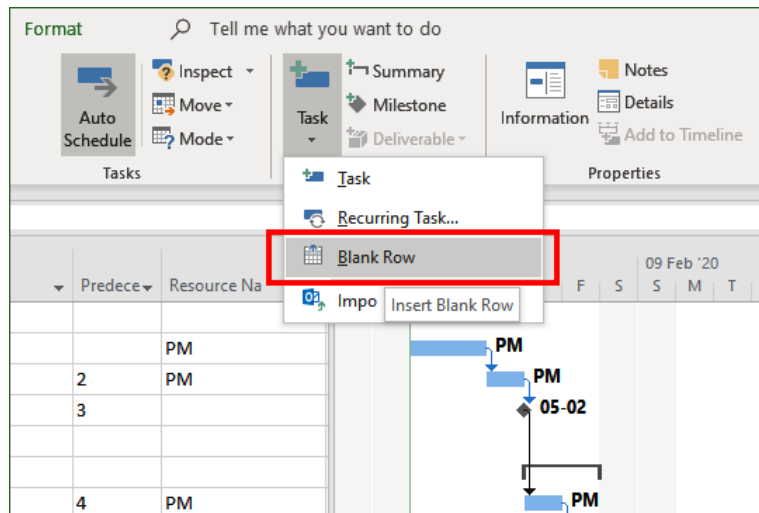 Format Tell me what you want to do
Auto Schedule
Inspect
Move
Mode
Tasks
Task
Summary
Milestone
Deliverable
Information
Notes
Details
Add to Timeline
Properties
Task
Recurring Task...
Blank Row
Impo
Insert Blank Row
Predece Resource Na
09 Feb '20
F S S M T
PM
2 PM
3
4 PM
PM
PM
05-02
PM